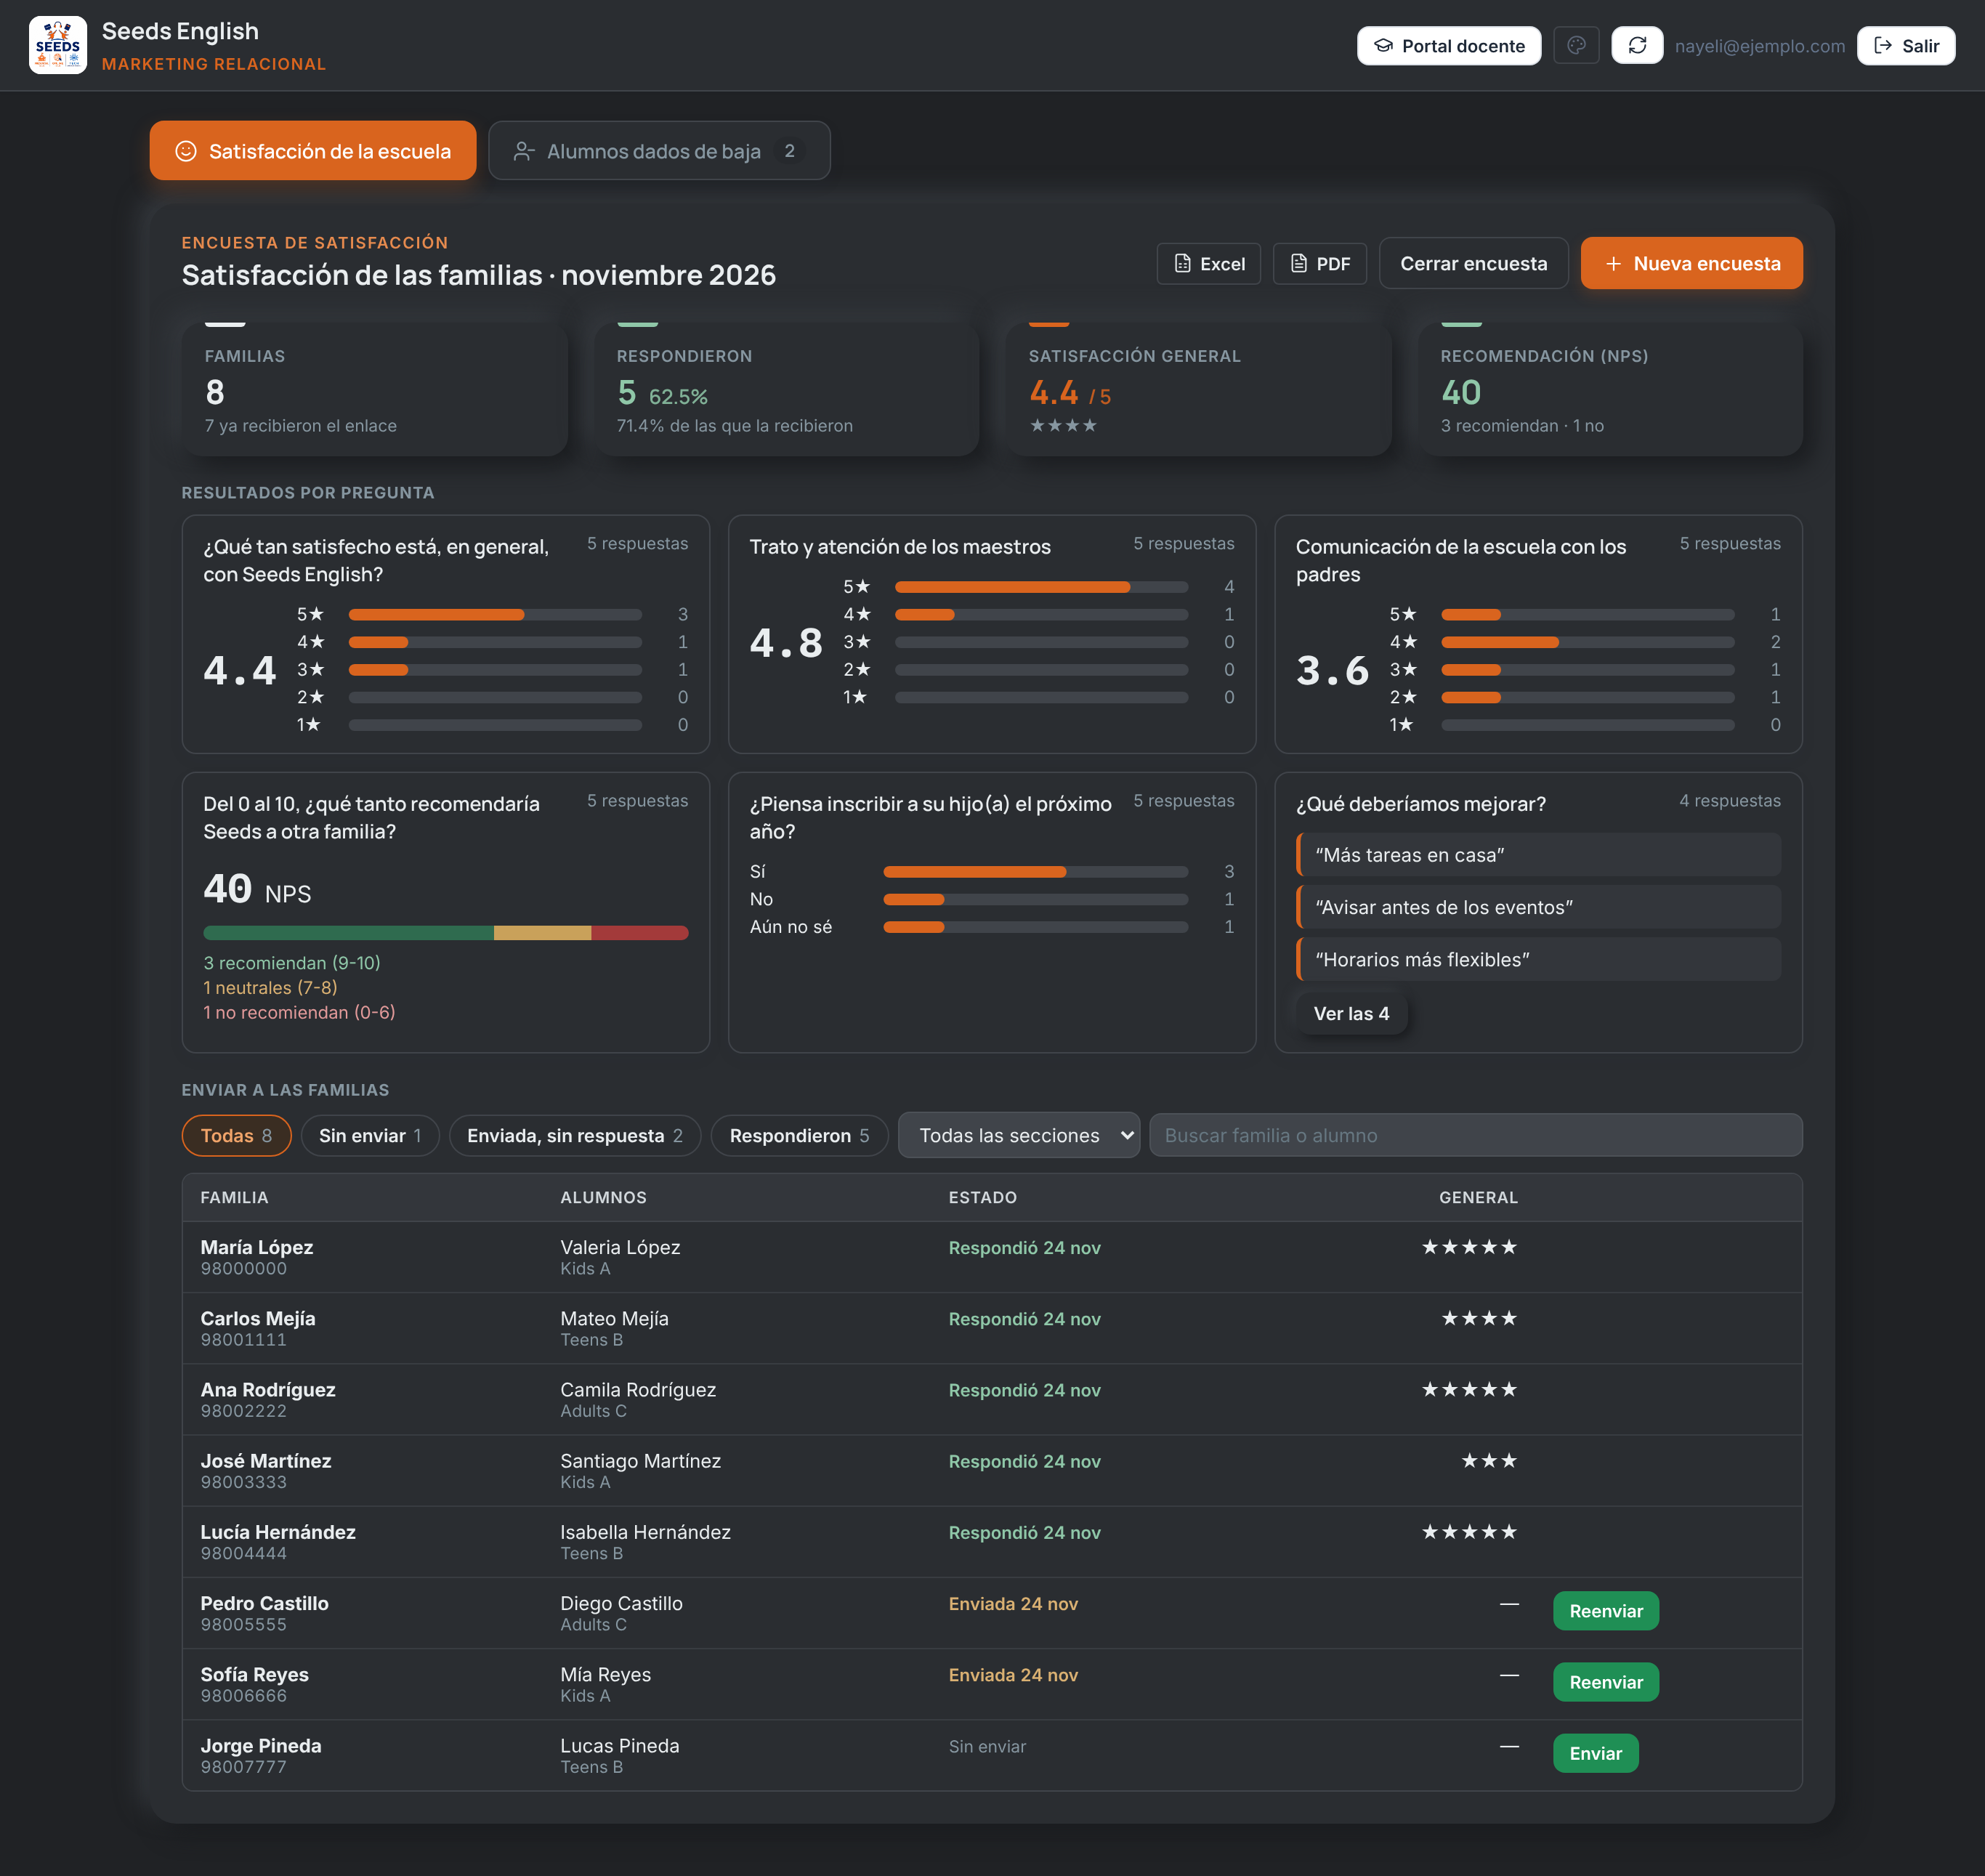 SEEDS
Seeds English
MARKETING RELACIONAL
Portal docente
nayeli@ejemplo.com
Salir
Satisfacción de la escuela
Alumnos dados de baja 2
ENCUESTA DE SATISFACCIÓN
Satisfacción de las familias · noviembre 2026
Excel
PDF
Cerrar encuesta
+ Nueva encuesta
FAMILIAS
8
7 ya recibieron el enlace
RESPONDIERON
5 62.5%
71.4% de las que la recibieron
SATISFACCIÓN GENERAL
4.4 / 5
★★★★
RECOMENDACIÓN (NPS)
40
3 recomiendan · 1 no
RESULTADOS POR PREGUNTA
¿Qué tan satisfecho está, en general,
con Seeds English?
5 respuestas
4.4
5★ 3
4★ 1
3★ 1
2★ 0
1★ 0
Trato y atención de los maestros
5 respuestas
4.8
5★ 4
4★ 1
3★ 0
2★ 0
1★ 0
Comunicación de la escuela con los
padres
5 respuestas
3.6
5★ 1
4★ 2
3★ 1
2★ 1
1★ 0
Del 0 al 10, ¿qué tanto recomendaría
Seeds a otra familia?
5 respuestas
40 NPS
3 recomiendan (9-10)
1 neutrales (7-8)
1 no recomiendan (0-6)
¿Piensa inscribir a su hijo(a) el próximo
año?
5 respuestas
Sí 3
No 1
Aún no sé 1
¿Qué deberíamos mejorar?
4 respuestas
“Más tareas en casa”
“Avisar antes de los eventos”
“Horarios más flexibles”
Ver las 4
ENVIAR A LAS FAMILIAS
Todas 8
Sin enviar 1
Enviada, sin respuesta 2
Respondieron 5
Todas las secciones
Buscar familia o alumno
FAMILIA ALUMNOS ESTADO GENERAL
María López Valeria López Respondió 24 nov ★★★★★
98000000 Kids A
Carlos Mejía Mateo Mejía Respondió 24 nov ★★★★
98001111 Teens B
Ana Rodríguez Camila Rodríguez Respondió 24 nov ★★★★★
98002222 Adults C
José Martínez Santiago Martínez Respondió 24 nov ★★★
98003333 Kids A
Lucía Hernández Isabella Hernández Respondió 24 nov ★★★★★
98004444 Teens B
Pedro Castillo Diego Castillo Enviada 24 nov — Reenviar
98005555 Adults C
Sofía Reyes Mía Reyes Enviada 24 nov — Reenviar
98006666 Kids A
Jorge Pineda Lucas Pineda Sin enviar — Enviar
98007777 Teens B